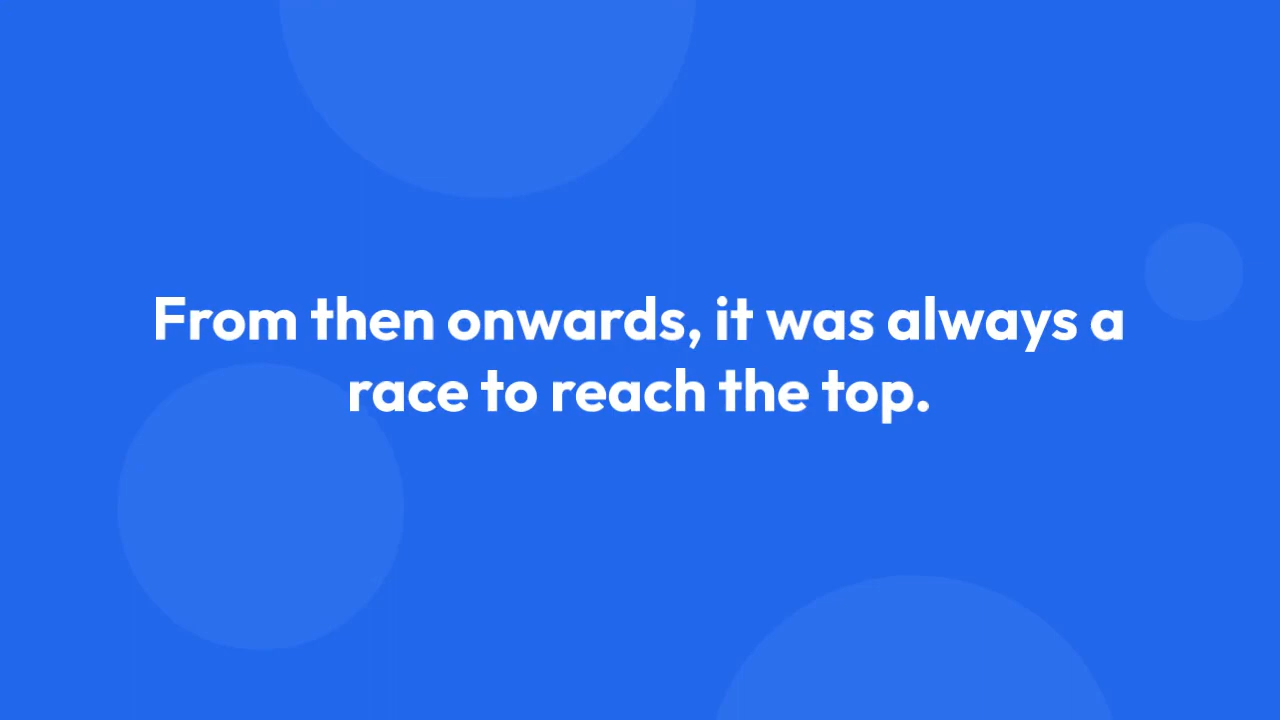 From then onwards, it was always a
race to reach the top.